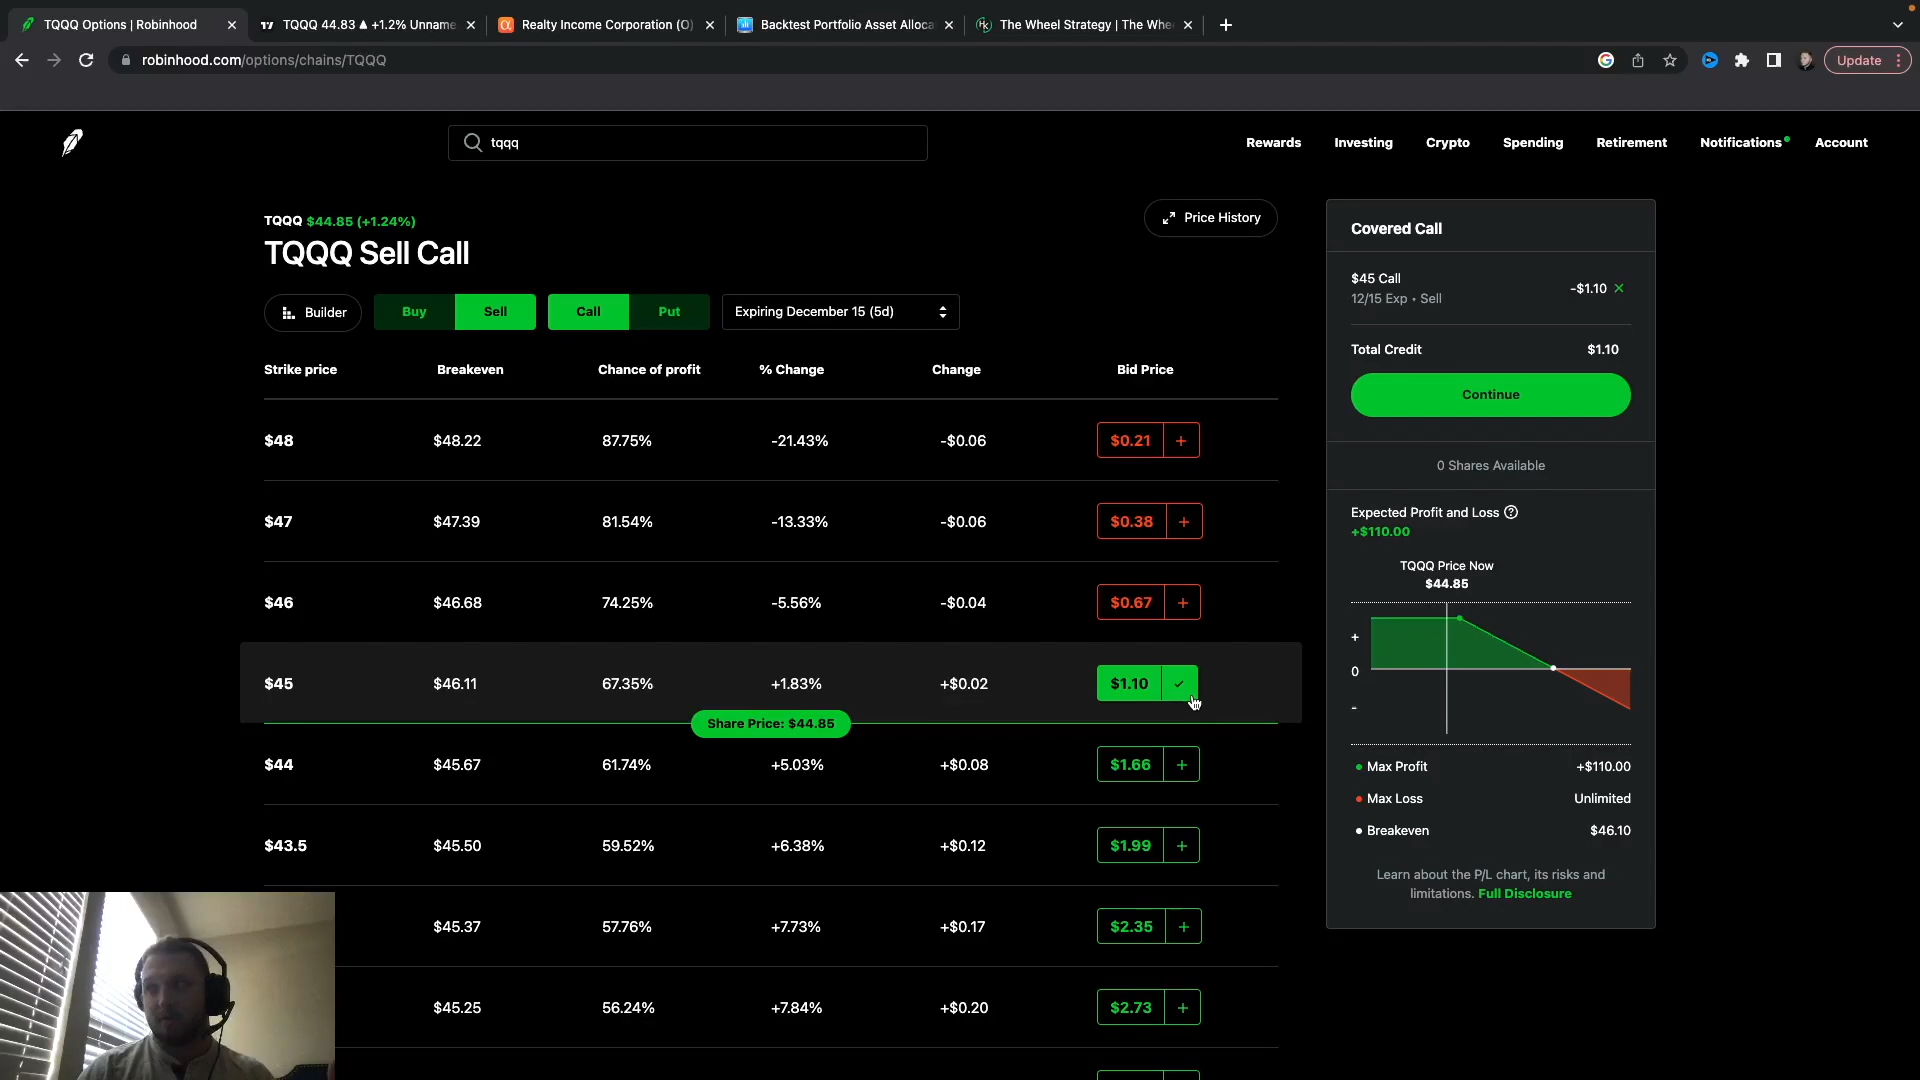 TQQQ Options | Robinhood
TQQQ 44.83 ▲ +1.2% Unname
Realty Income Corporation (O)
Backtest Portfolio Asset Alloca
The Wheel Strategy | The Whe
robinhood.com/options/chains/TQQQ
Update
tqqq
Rewards
Investing
Crypto
Spending
Retirement
Notifications
Account
TQQQ $44.85 (+1.24%)
TQQQ Sell Call
Price History
Builder
Buy
Sell
Call
Put
Expiring December 15 (5d)
Strike price Breakeven Chance of profit % Change Change Bid Price
$48 $48.22 87.75% -21.43% -$0.06 $0.21 +
$47 $47.39 81.54% -13.33% -$0.06 $0.38 +
$46 $46.68 74.25% -5.56% -$0.04 $0.67 +
$45 $46.11 67.35% +1.83% +$0.02 $1.10 ✓
Share Price: $44.85
$44 $45.67 61.74% +5.03% +$0.08 $1.66 +
$43.5 $45.50 59.52% +6.38% +$0.12 $1.99 +
$45.37 57.76% +7.73% +$0.17 $2.35 +
$45.25 56.24% +7.84% +$0.20 $2.73 +
Covered Call
$45 Call
12/15 Exp • Sell
-$1.10 ×
Total Credit $1.10
Continue
0 Shares Available
Expected Profit and Loss ?
+$110.00
TQQQ Price Now
$44.85
+
0
-
Max Profit +$110.00
Max Loss Unlimited
Breakeven $46.10
Learn about the P/L chart, its risks and
limitations. Full Disclosure